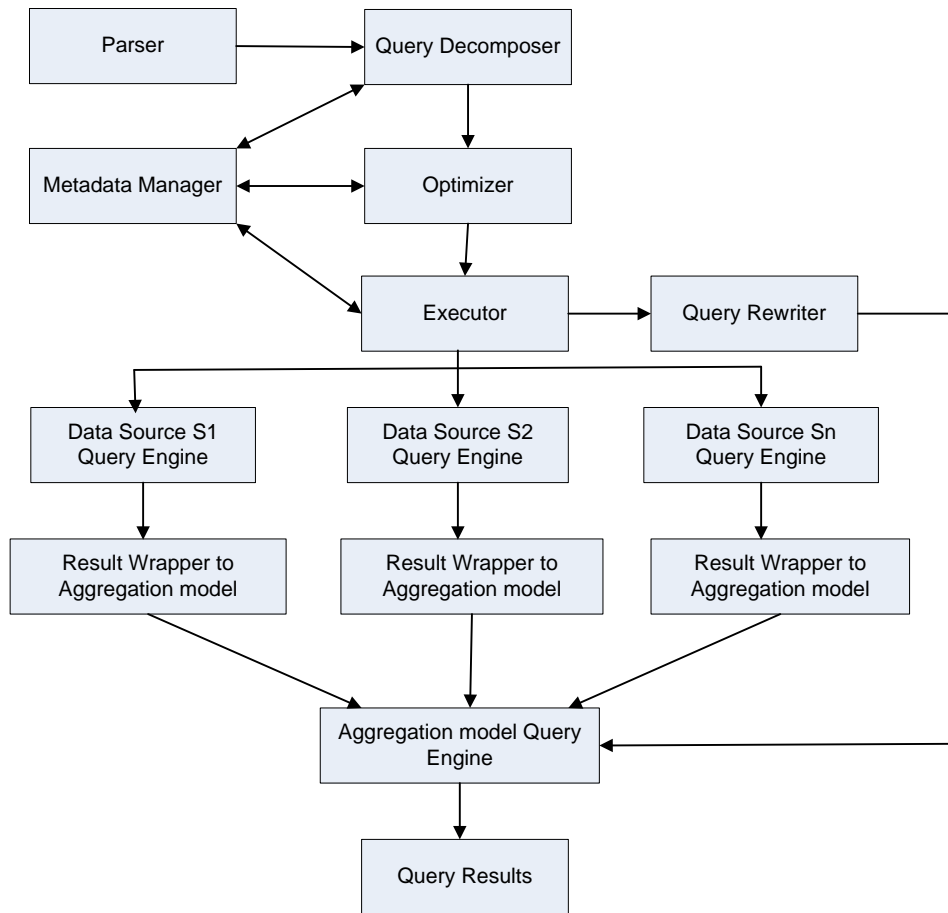 Parser
Query Decomposer
Metadata Manager
Optimizer
Executor
Query Rewriter
Data Source S1
Query Engine
Data Source S2
Query Engine
Data Source Sn
Query Engine
Result Wrapper to
Aggregation model
Result Wrapper to
Aggregation model
Result Wrapper to
Aggregation model
Aggregation model Query
Engine
Query Results